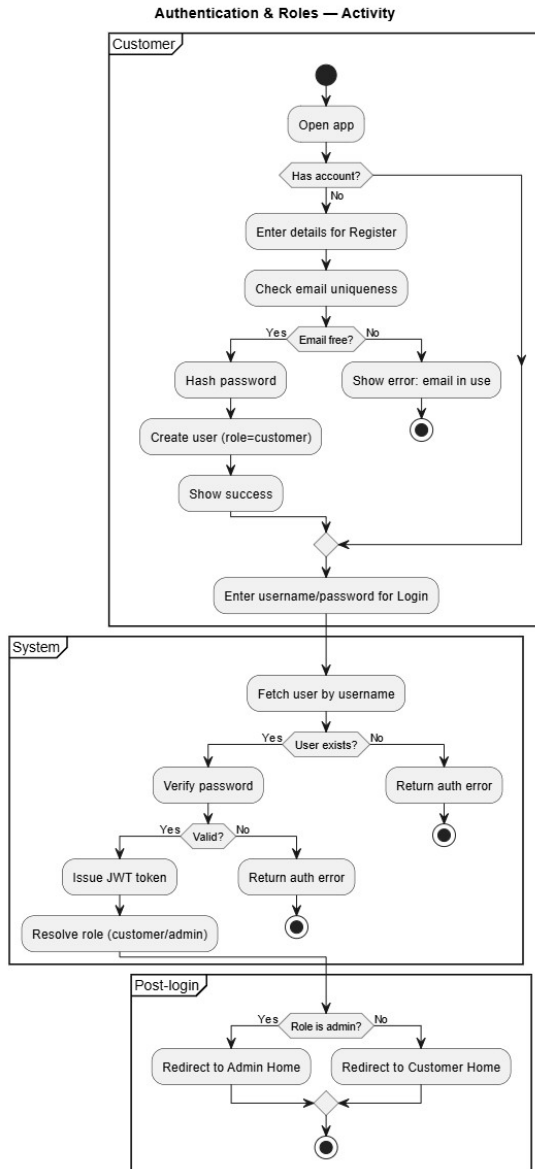 Authentication & Roles — Activity
Customer
Open app
Has account?
No
Enter details for Register
Check email uniqueness
Yes
Email free?
No
Hash password
Show error: email in use
Create user (role=customer)
Show success
Enter username/password for Login
System
Fetch user by username
Yes
User exists?
No
Verify password
Return auth error
Yes
Valid?
No
Issue JWT token
Return auth error
Resolve role (customer/admin)
Post-login
Yes
Role is admin?
No
Redirect to Admin Home
Redirect to Customer Home